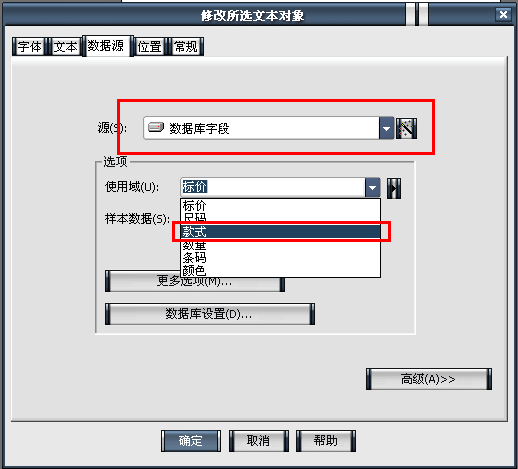 修改所选文本对象
字体 文本 数据源 位置 常规
源(S): 数据库字段
选项
使用域(U): 标价
标价
尺码
样本数据(S):
款式
数量
条码
颜色
更多选项(M)...
数据库设置(D)...
高级(A)>>
确定 取消 帮助